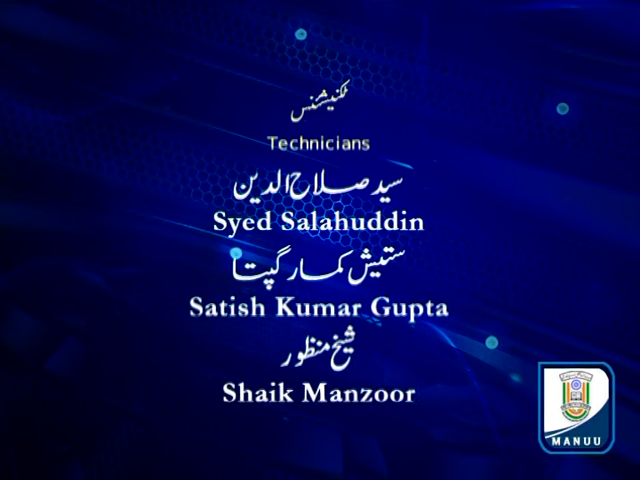 ٹکنیشنس
Technicians
سید صلاح الدین
Syed Salahuddin
ستیش کمار گپتا
Satish Kumar Gupta
شیخ منظور
Shaik Manzoor
MANUU